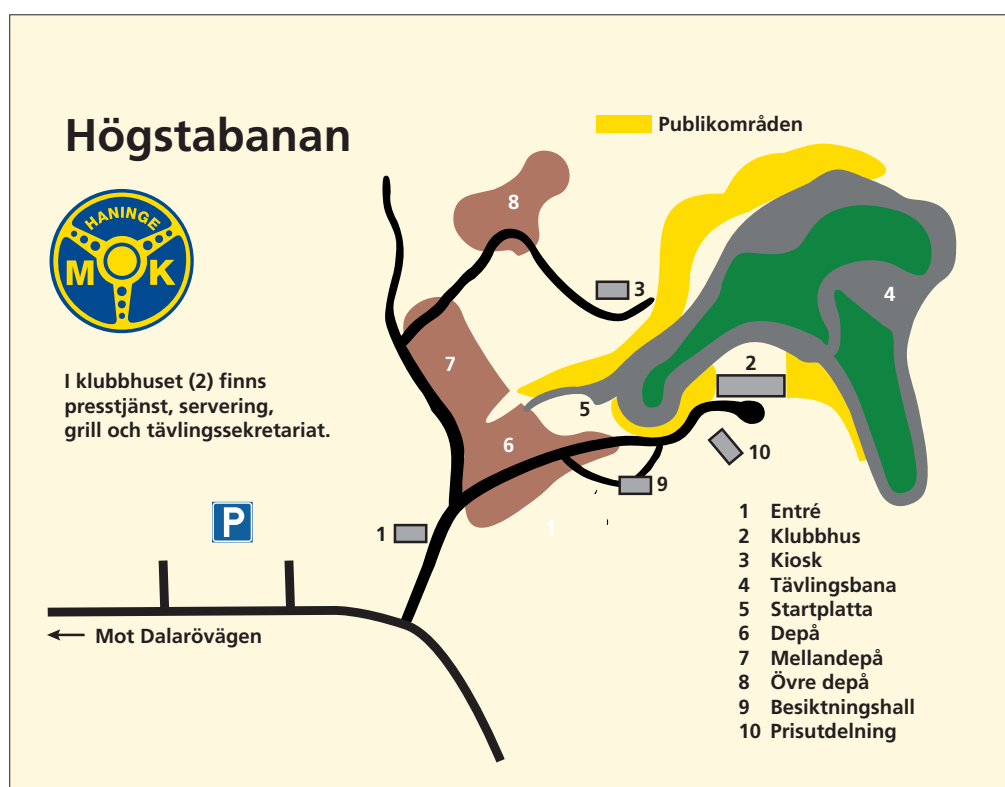 Högstabanan
Publikområden
HANINGE
M K
I klubbhuset (2) finns
presstjänst, servering,
grill och tävlingssekretariat.
8
3
4
7
2
5
6
10
9
1
1
P
Mot Dalarövägen
1 Entré
2 Klubbhus
3 Kiosk
4 Tävlingsbana
5 Startplatta
6 Depå
7 Mellandepå
8 Övre depå
9 Besiktningshall
10 Prisutdelning